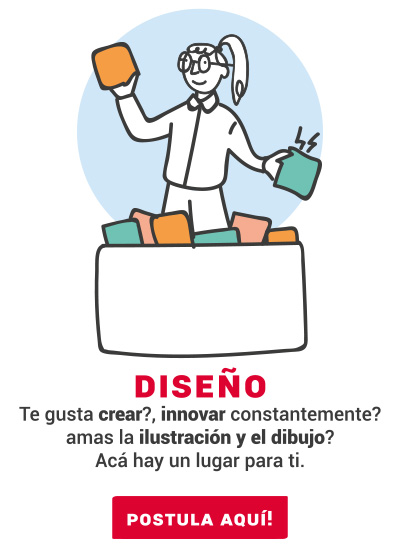 DISEÑO
Te gusta crear?, innovar constantemente?
amas la ilustración y el dibujo?
Acá hay un lugar para ti.
POSTULA AQUÍ!